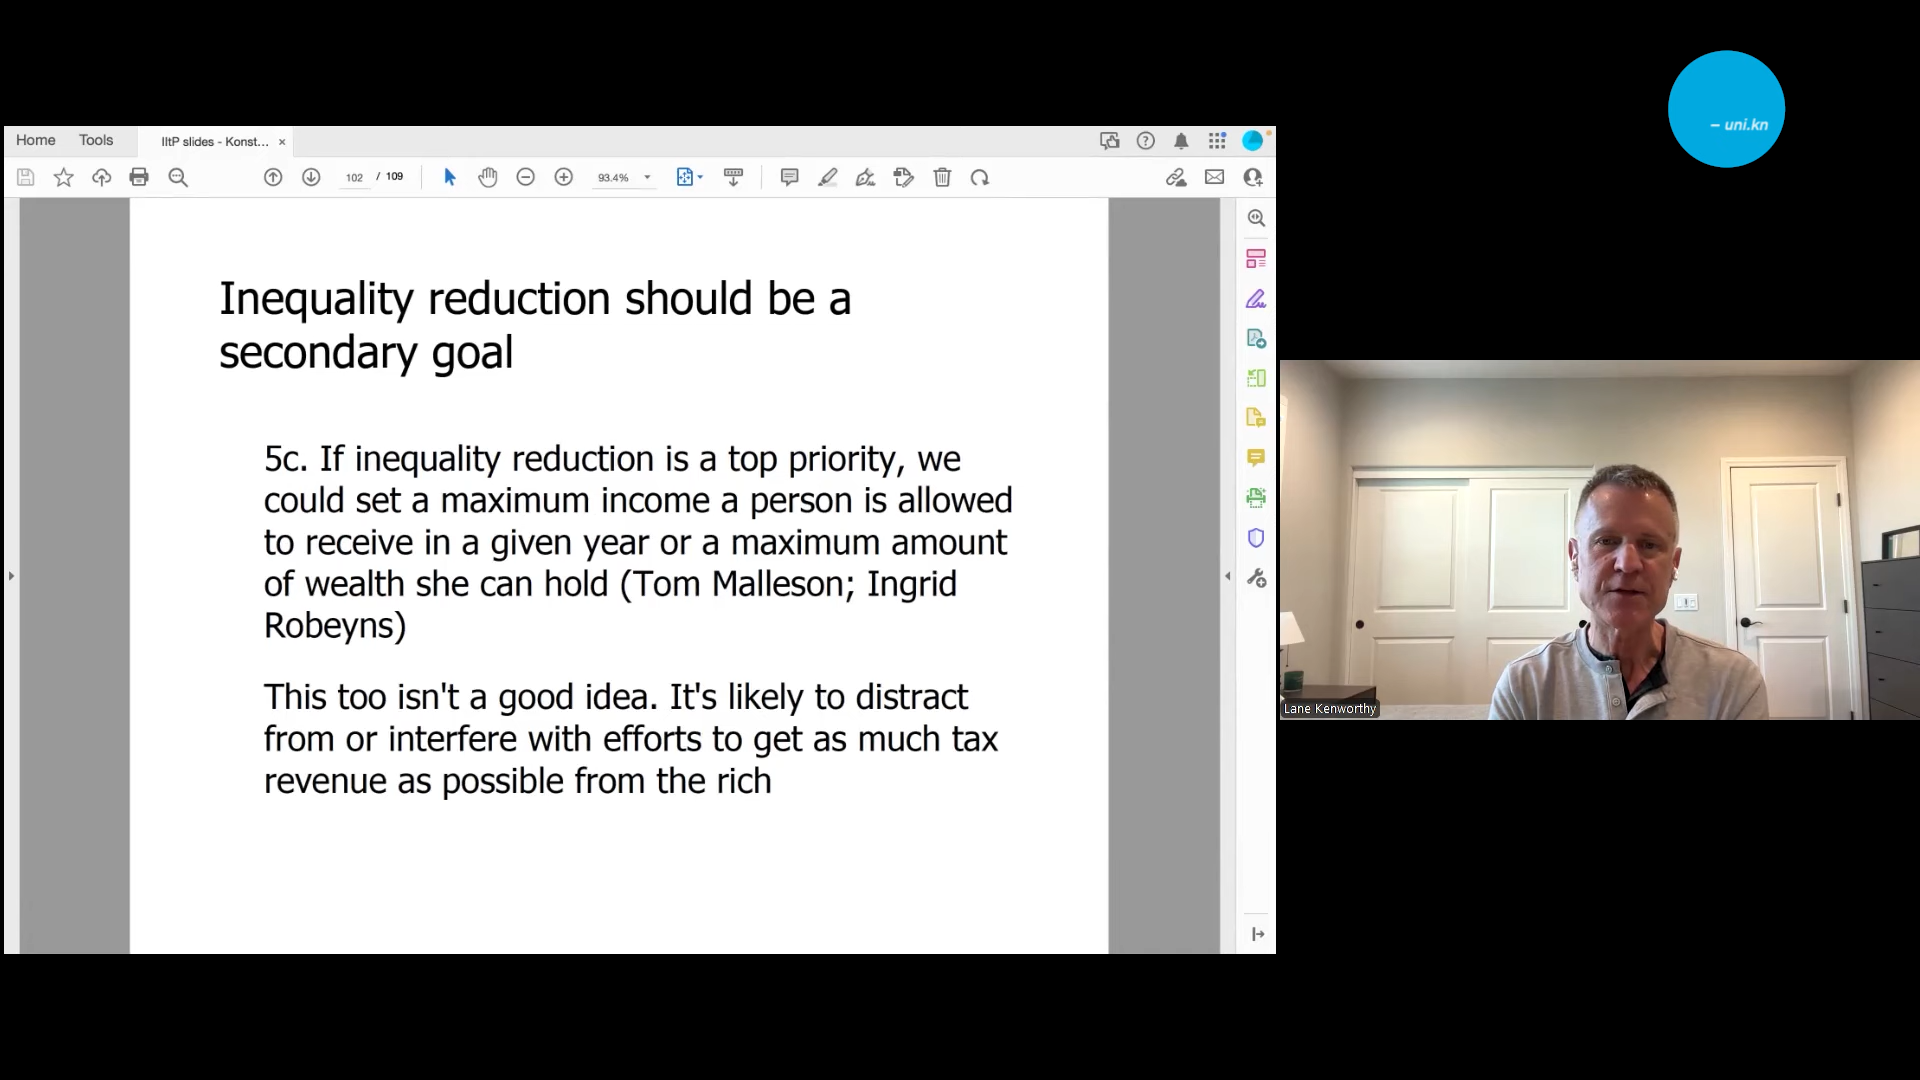 – uni.kn
Home
Tools
IItP slides - Konst...
×
102
/ 109
93.4%
Inequality reduction should be a
secondary goal
5c. If inequality reduction is a top priority, we
could set a maximum income a person is allowed
to receive in a given year or a maximum amount
of wealth she can hold (Tom Malleson; Ingrid
Robeyns)
This too isn't a good idea. It's likely to distract
from or interfere with efforts to get as much tax
revenue as possible from the rich
Lane Kenworthy